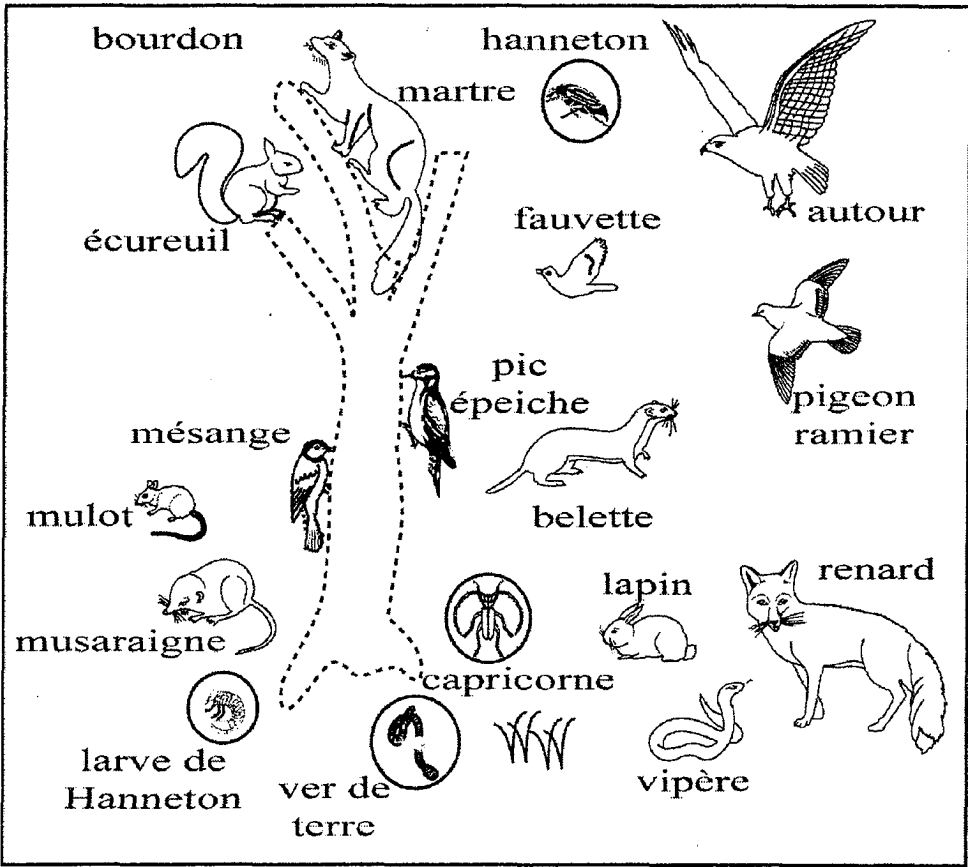 bourdon
hanneton
martre
écureuil
fauvette
autour
pic
épeiche
pigeon
ramier
mésange
mulot
belette
musaraigne
lapin
renard
capricorne
larve de
Hanneton
ver de
terre
vipère